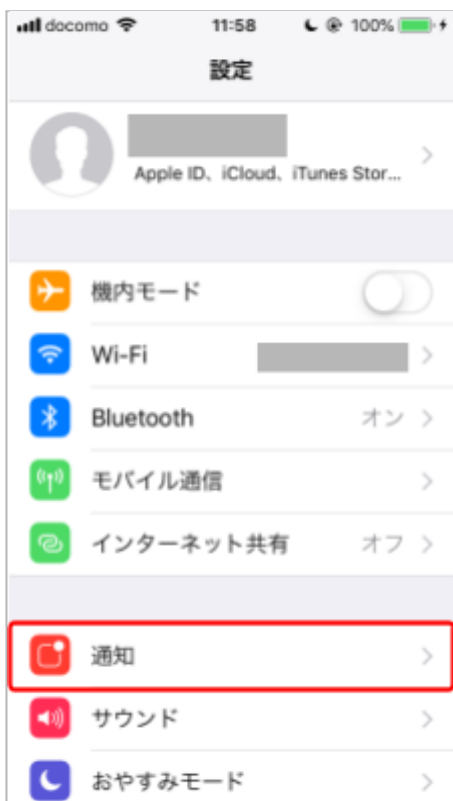 docomo 11:58 100%
設定
Apple ID、iCloud、iTunes Stor...
機内モード
Wi-Fi
Bluetooth オン
モバイル通信
インターネット共有 オフ
通知
サウンド
おやすみモード